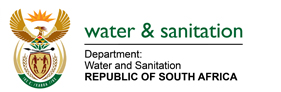 water & sanitation
Department:
Water and Sanitation
REPUBLIC OF SOUTH AFRICA